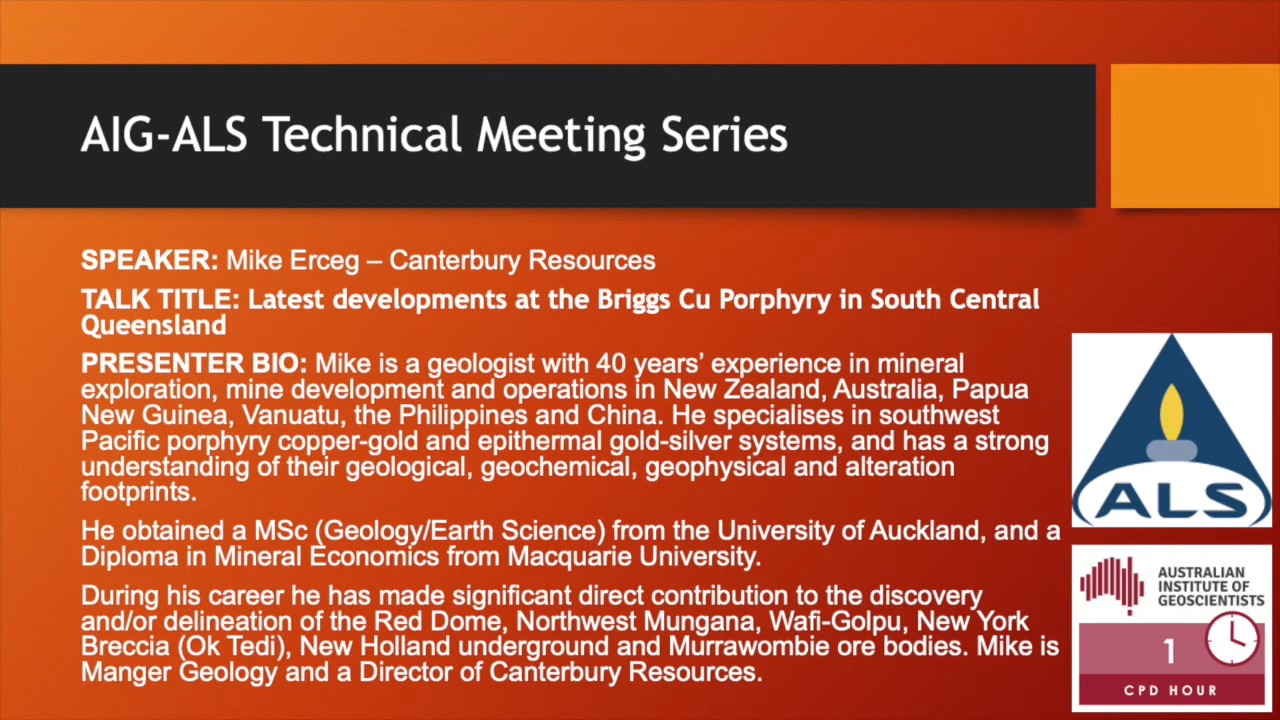 AIG-ALS Technical Meeting Series
SPEAKER: Mike Erceg – Canterbury Resources
TALK TITLE: Latest developments at the Briggs Cu Porphyry in South Central
Queensland
PRESENTER BIO: Mike is a geologist with 40 years’ experience in mineral
exploration, mine development and operations in New Zealand, Australia, Papua
New Guinea, Vanuatu, the Philippines and China. He specialises in southwest
Pacific porphyry copper-gold and epithermal gold-silver systems, and has a strong
understanding of their geological, geochemical, geophysical and alteration
footprints.
He obtained a MSc (Geology/Earth Science) from the University of Auckland, and a
Diploma in Mineral Economics from Macquarie University.
During his career he has made significant direct contribution to the discovery
and/or delineation of the Red Dome, Northwest Mungana, Wafi-Golpu, New York
Breccia (Ok Tedi), New Holland underground and Murrawombie ore bodies. Mike is
Manger Geology and a Director of Canterbury Resources.
ALS
AUSTRALIAN
INSTITUTE OF
GEOSCIENTISTS
1
CPD HOUR